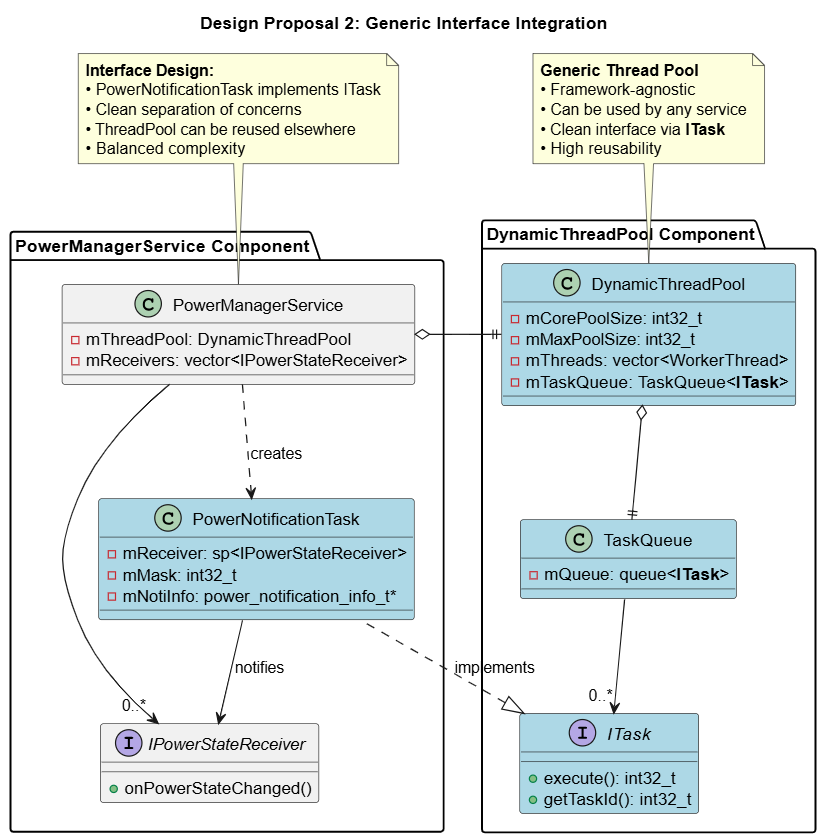 Design Proposal 2: Generic Interface Integration
Interface Design:
• PowerNotificationTask implements ITask
• Clean separation of concerns
• ThreadPool can be reused elsewhere
• Balanced complexity
Generic Thread Pool
• Framework-agnostic
• Can be used by any service
• Clean interface via ITask
• High reusability
PowerManagerService Component
C PowerManagerService
mThreadPool: DynamicThreadPool
mReceivers: vector<IPowerStateReceiver>
creates
C PowerNotificationTask
mReceiver: sp<IPowerStateReceiver>
mMask: int32_t
mNotiInfo: power_notification_info_t*
notifies
0..*
I IPowerStateReceiver
onPowerStateChanged()
DynamicThreadPool Component
C DynamicThreadPool
mCorePoolSize: int32_t
mMaxPoolSize: int32_t
mThreads: vector<WorkerThread>
mTaskQueue: TaskQueue<ITask>
C TaskQueue
mQueue: queue<ITask>
implements
0..*
I ITask
execute(): int32_t
getTaskId(): int32_t